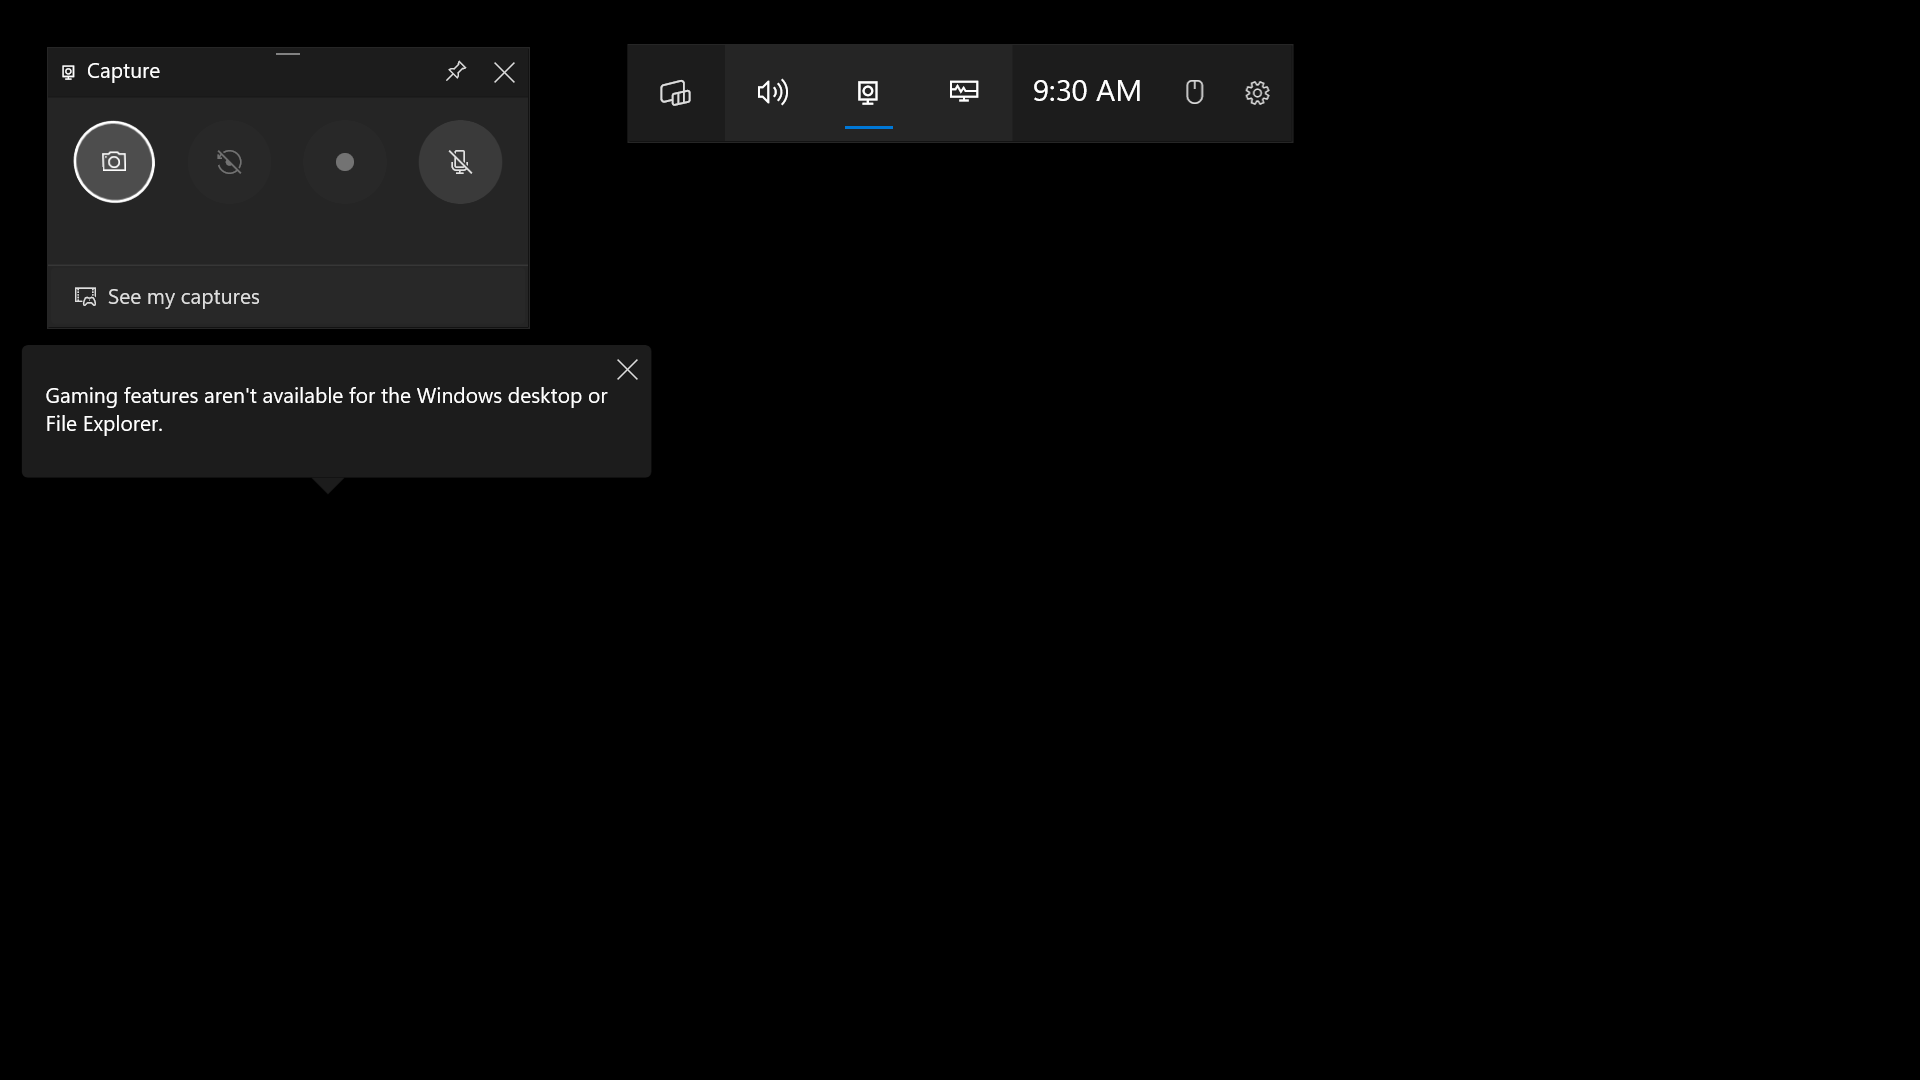 Capture
9:30 AM
See my captures
Gaming features aren't available for the Windows desktop or
File Explorer.